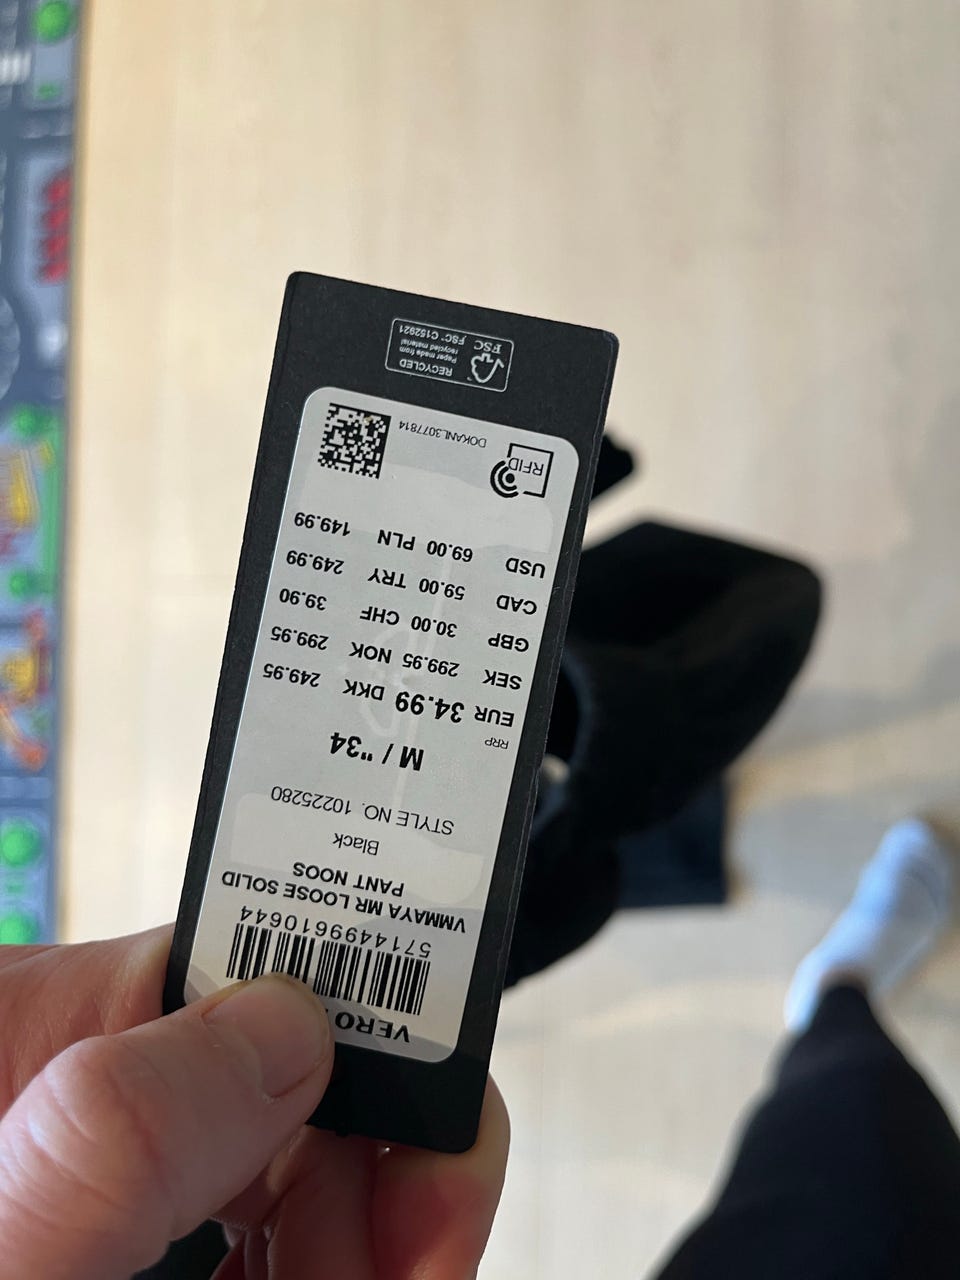 VERO
5714499610644
VMMAYA MR LOOSE SOLID
PANT NOOS
Black
STYLE NO. 10225280
M / "34
RRP
EUR 34.99 DKK 249.95
SEK 299.95 NOK 299.95
GBP 30.00 CHF 39.90
CAD 59.00 TRY 249.99
USD 69.00 PLN 149.99
RFID
DOKANL3077814
FSC
RECYCLED
Paper made from
recycled material
FSC® C152921